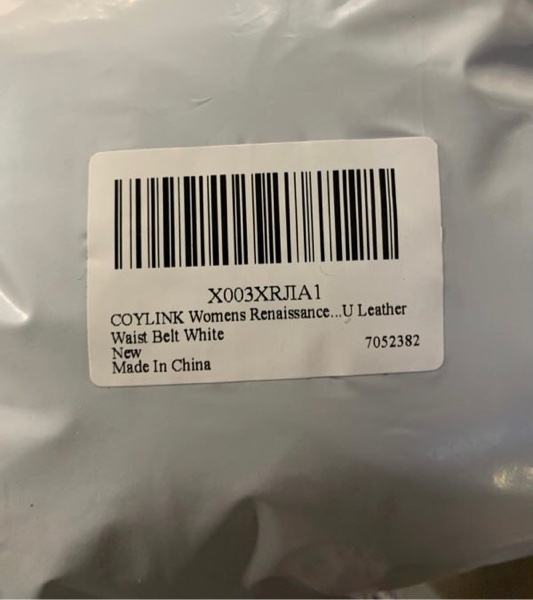 X003XRJIA1
COYLINK Womens Renaissance...U Leather
Waist Belt White
New
7052382
Made In China